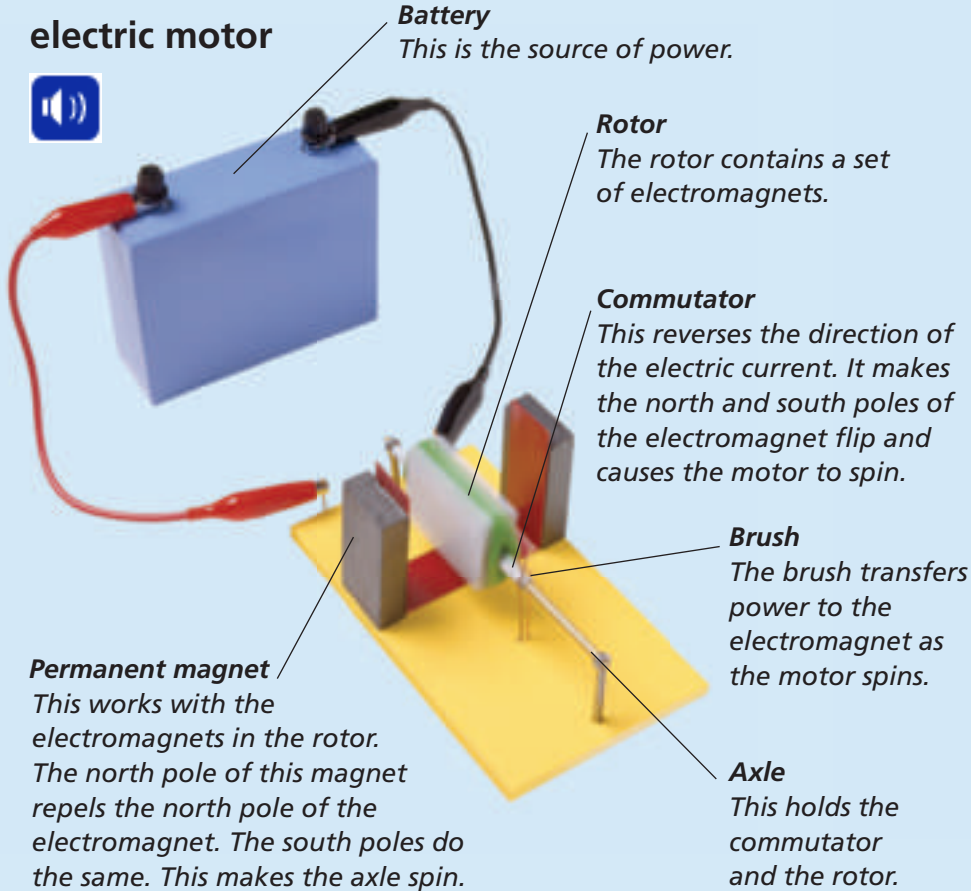 electric motor
Battery
This is the source of power.
Rotor
The rotor contains a set
of electromagnets.
Commutator
This reverses the direction of
the electric current. It makes
the north and south poles of
the electromagnet flip and
causes the motor to spin.
Brush
The brush transfers
power to the
electromagnet as
the motor spins.
Permanent magnet
This works with the
electromagnets in the rotor.
The north pole of this magnet
repels the north pole of the
electromagnet. The south poles do
the same. This makes the axle spin.
Axle
This holds the
commutator
and the rotor.